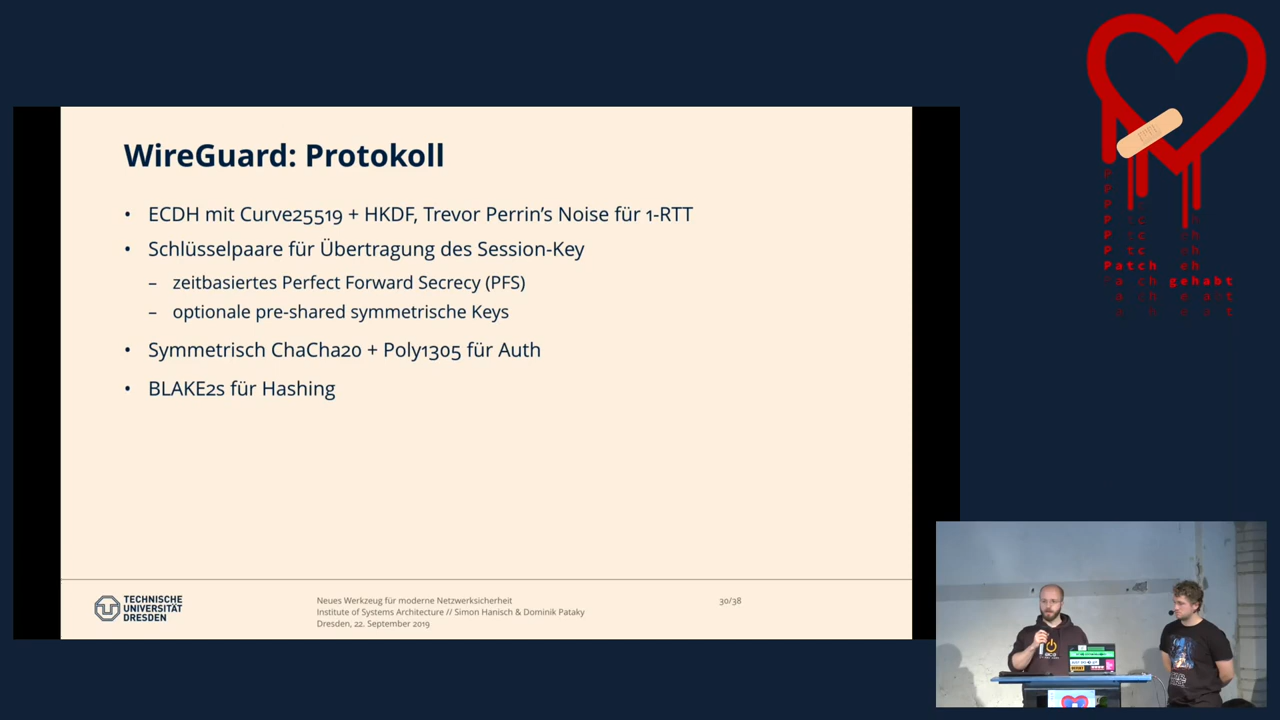 WireGuard: Protokoll
• ECDH mit Curve25519 + HKDF, Trevor Perrin's Noise für 1-RTT
• Schlüsselpaare für Übertragung des Session-Key
– zeitbasiertes Perfect Forward Secrecy (PFS)
– optionale pre-shared symmetrische Keys
• Symmetrisch ChaCha20 + Poly1305 für Auth
• BLAKE2s für Hashing
TECHNISCHE
UNIVERSITÄT
DRESDEN
Neues Werkzeug für moderne Netzwerksicherheit
Institute of Systems Architecture // Simon Hanisch & Dominik Pataky
Dresden, 22. September 2019
30/38
Patch
gehabt